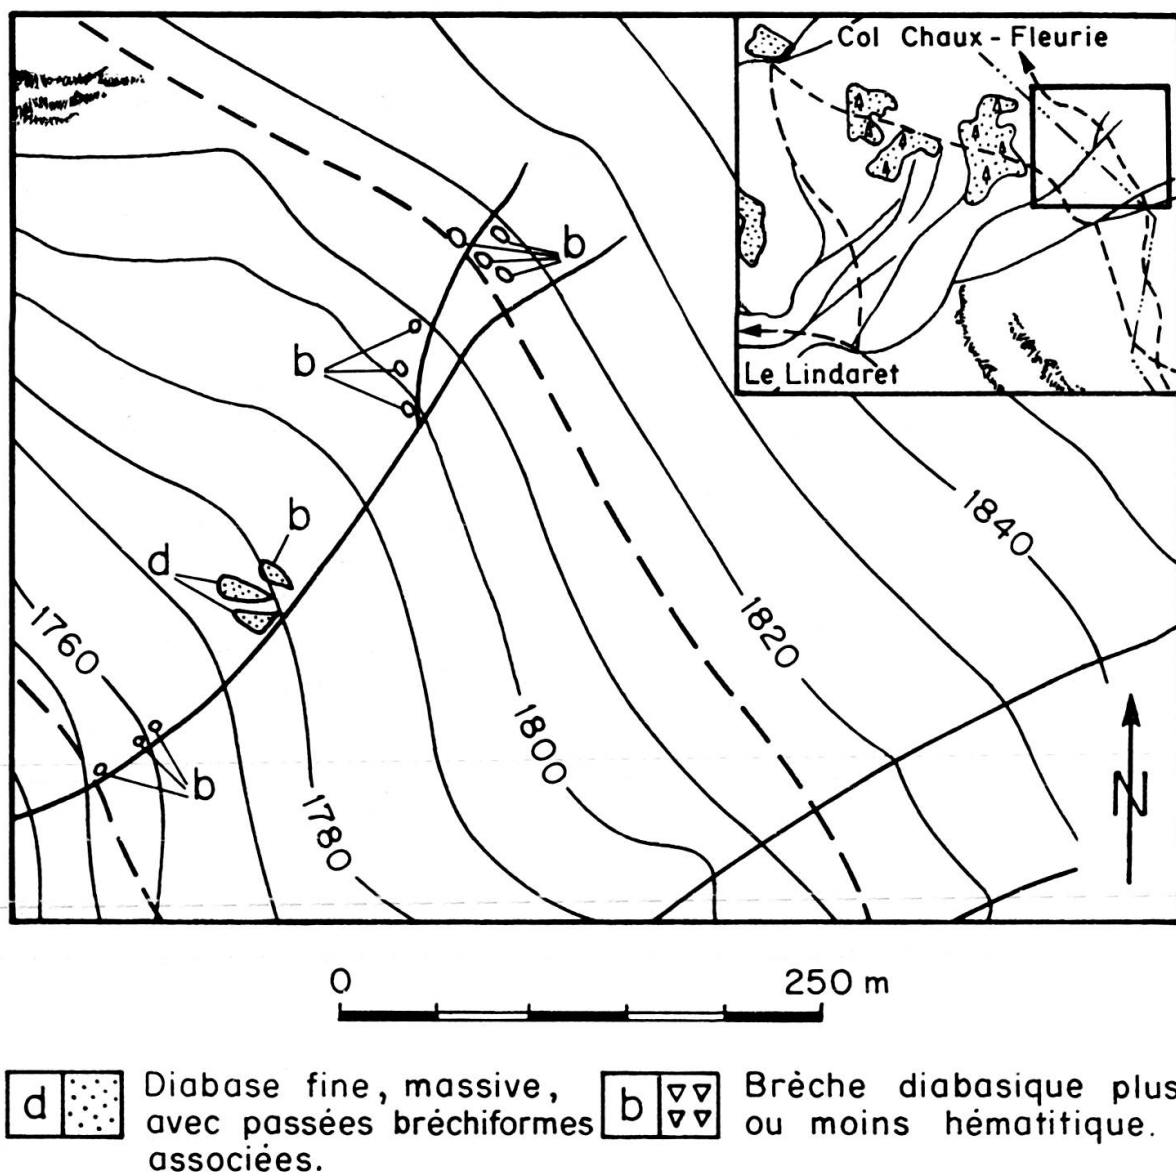 Col Chaux-Fleurie
Le Lindaret
b
b
b
d
b
1760
1780
1800
1820
1840
N
0 250 m
d Diabase fine, massive,
avec passées bréchiformes
associées.
b Brèche diabasique plus
ou moins hématitique.